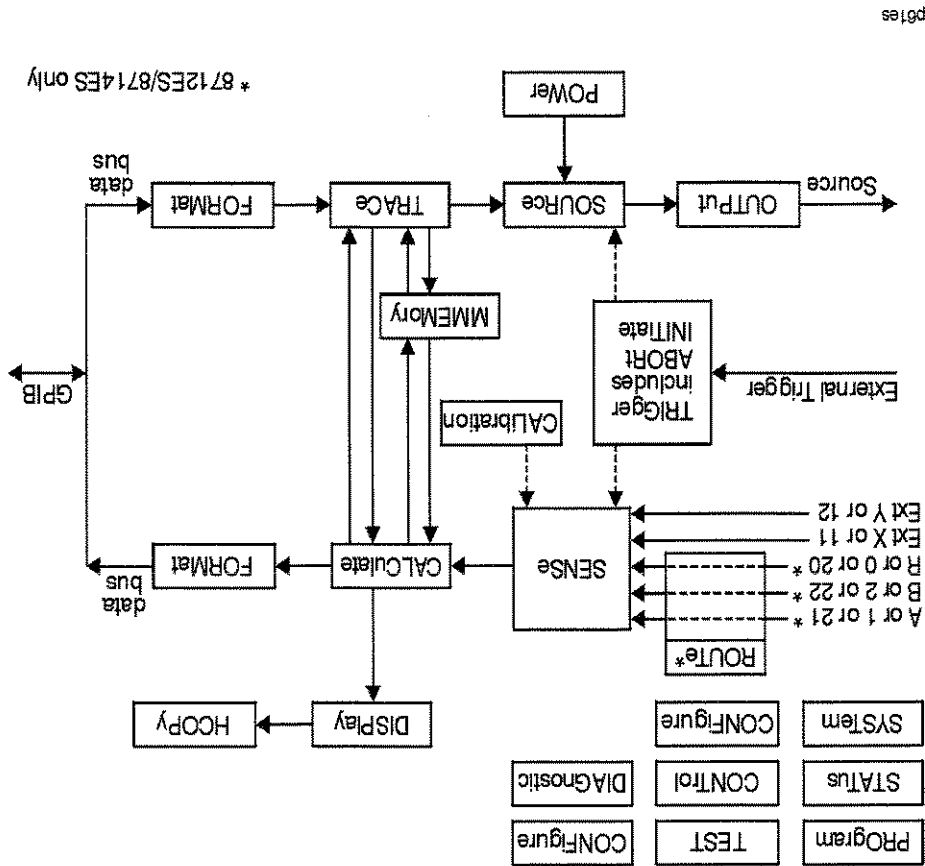 PROgram
TEST
CONFigure
STATus
CONTrol
DIAGnostic
SYSTem
CONFigure
DISPlay
HCOPy
ROUTe*
A or 1 or 21 *
B or 2 or 22 *
R or 0 or 20 *
Ext X or 11
Ext Y or 12
SENSe
CALCulate
FORMat
data
bus
CALibration
External Trigger
TRIGger
includes
ABORt
INITiate
MMEMory
GPIB
Source
OUTPut
SOURce
TRACe
FORMat
data
bus
POWer
* 8712ES/8714ES only
p61es